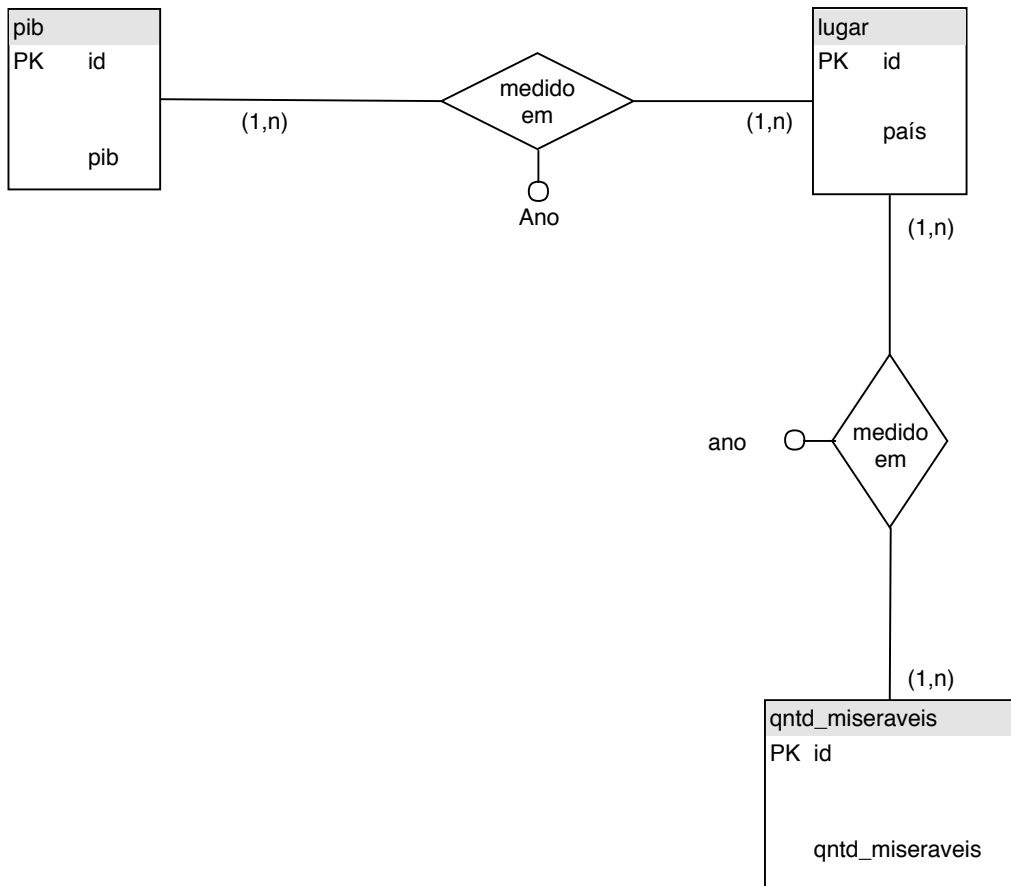 pib
PK id
pib
(1,n)
medido
em
Ano
(1,n)
lugar
PK id
país
(1,n)
ano
medido
em
(1,n)
qntd_miseraveis
PK id
qntd_miseraveis